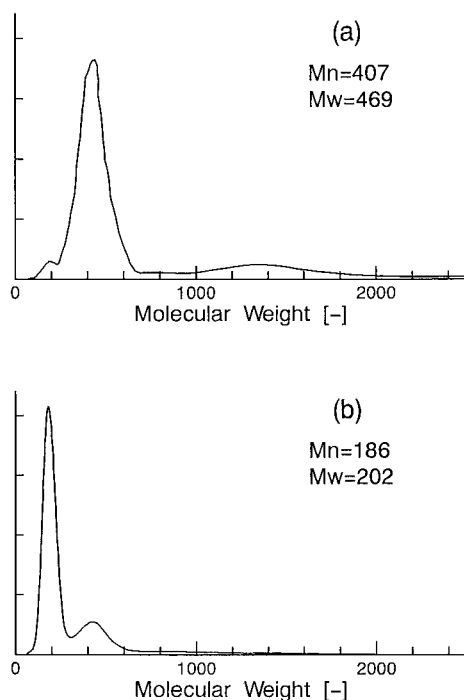 (a)
Mn=407
Mw=469
0 1000 2000
Molecular Weight [-]
(b)
Mn=186
Mw=202
0 1000 2000
Molecular Weight [-]